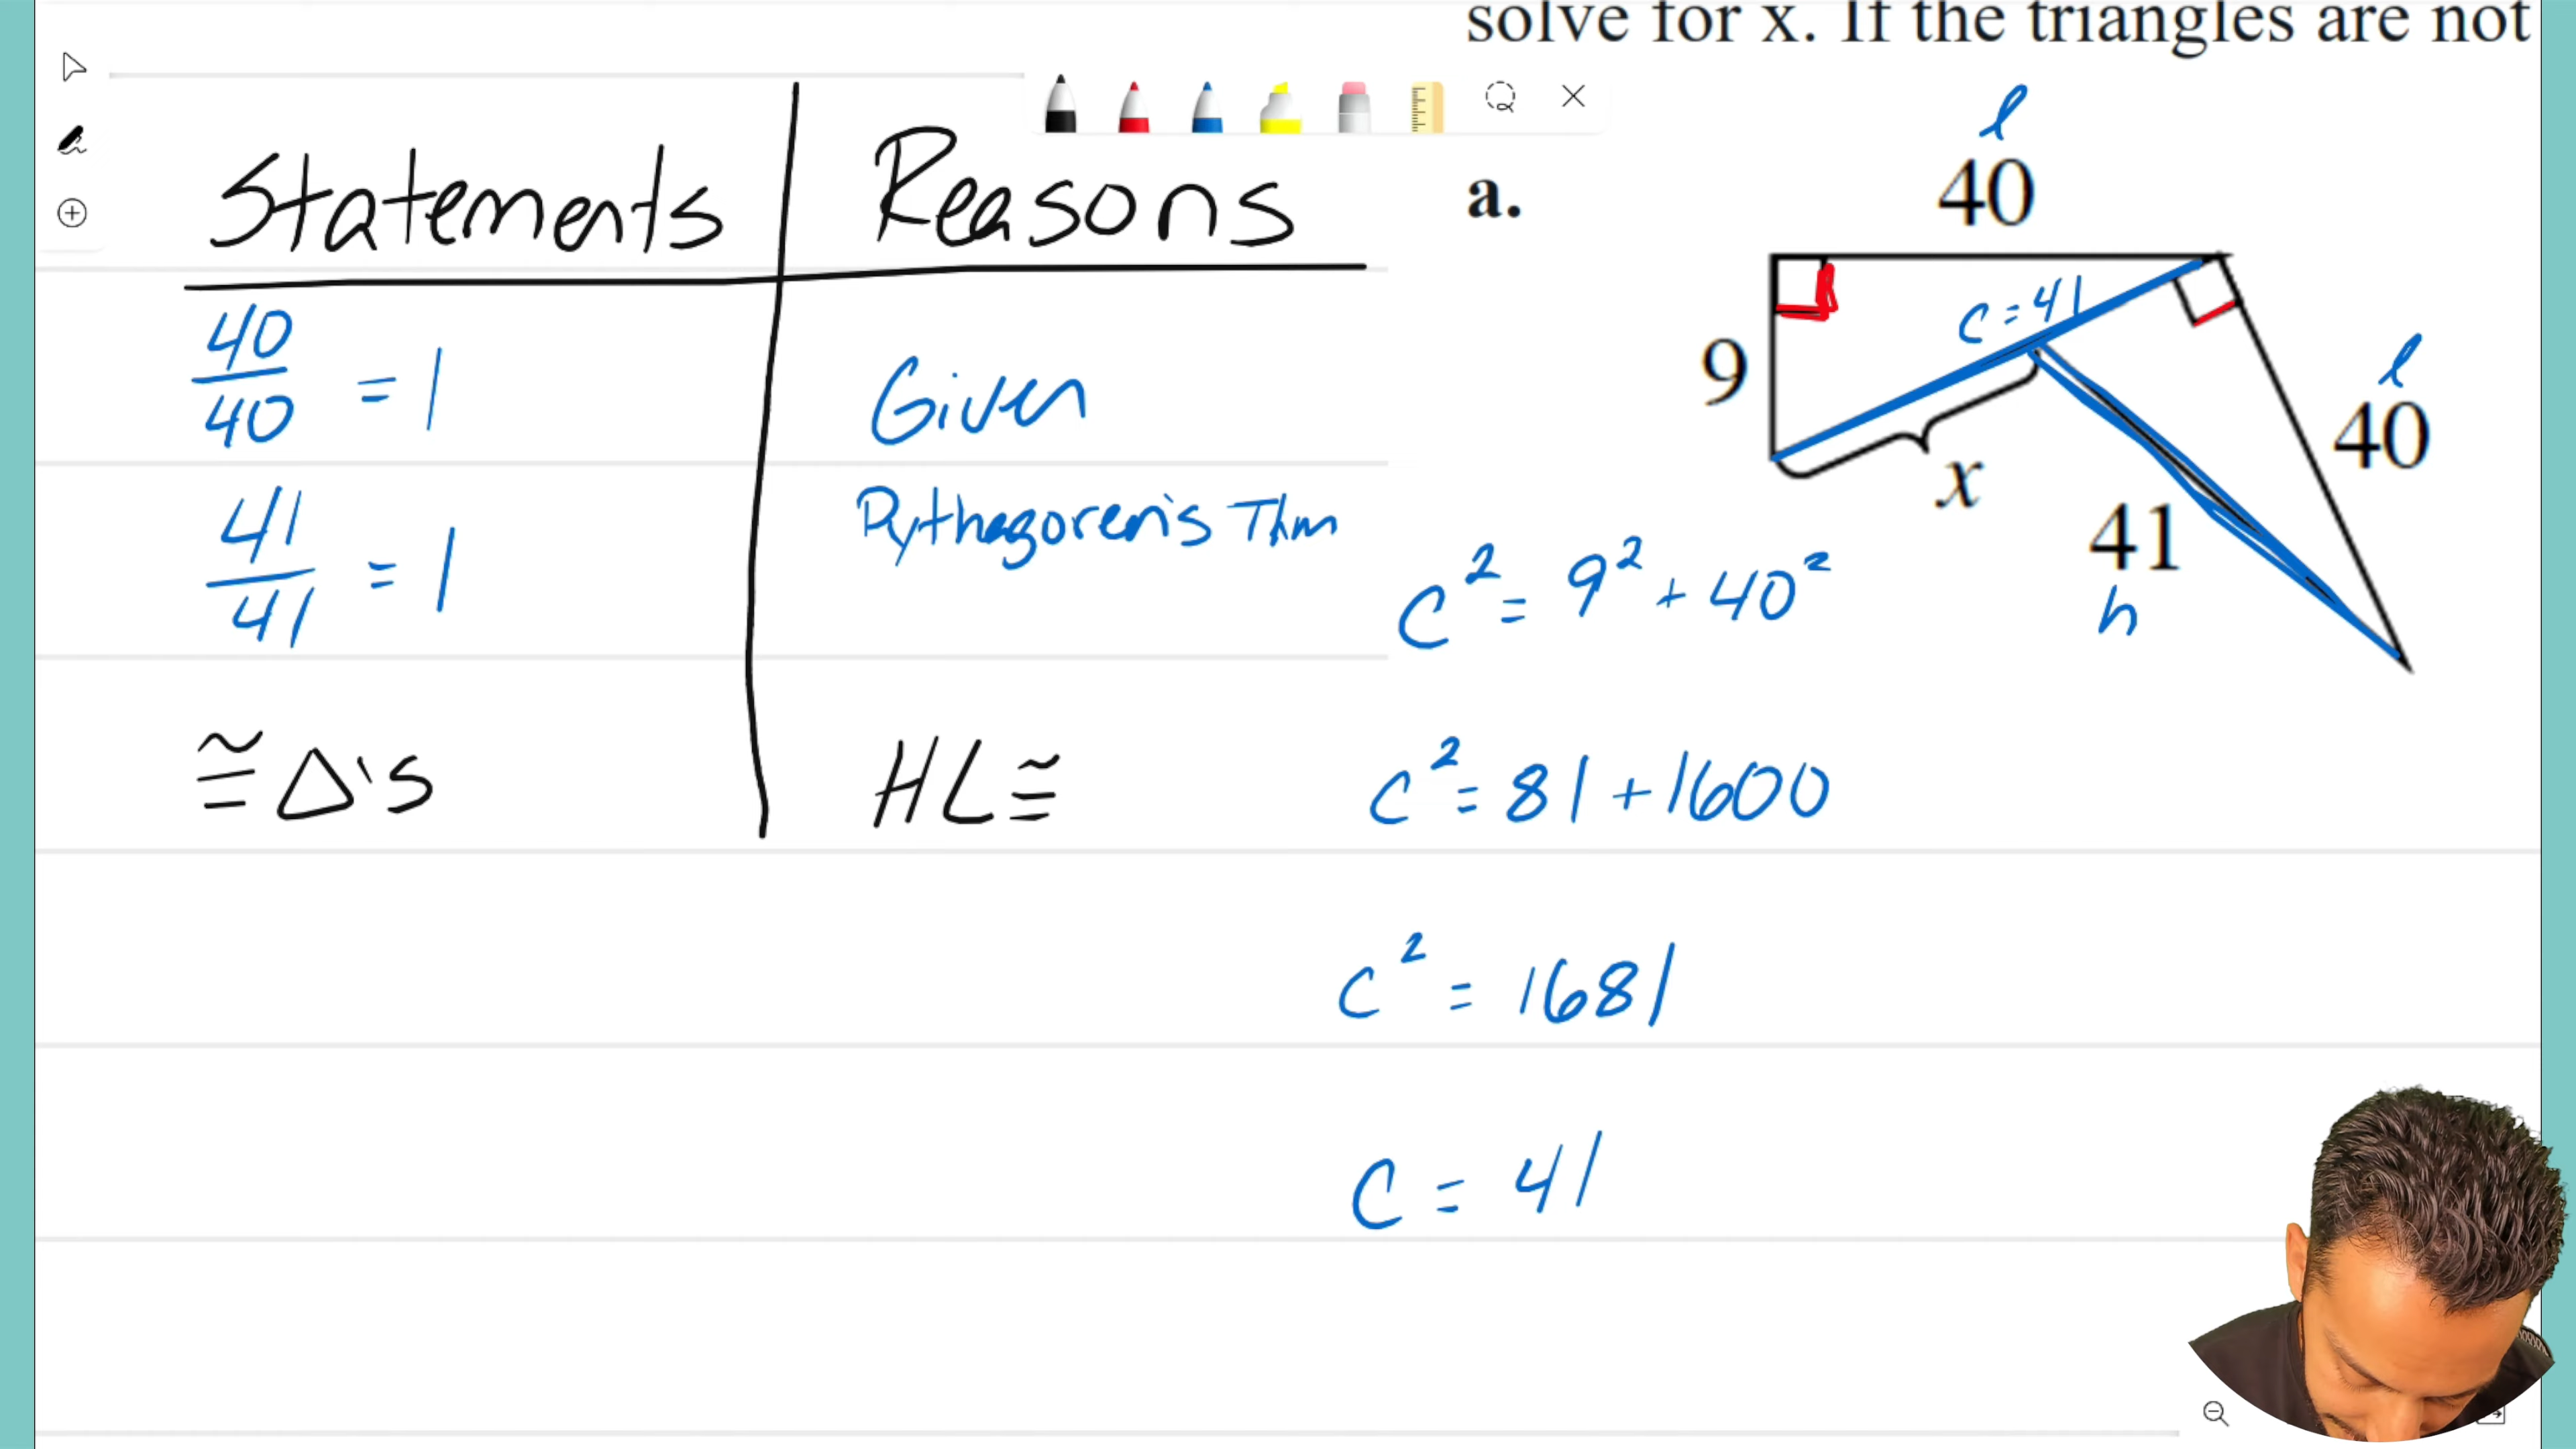 solve for x. If the triangles are not
Statements Reasons
40/40 = 1 Given
41/41 = 1 Pythagoren's Thm
≅ Δ's HL ≅
a.
l
40
9
c = 41
x
l
40
41
h
c² = 9² + 40²
c² = 81 + 1600
c² = 1681
c = 41